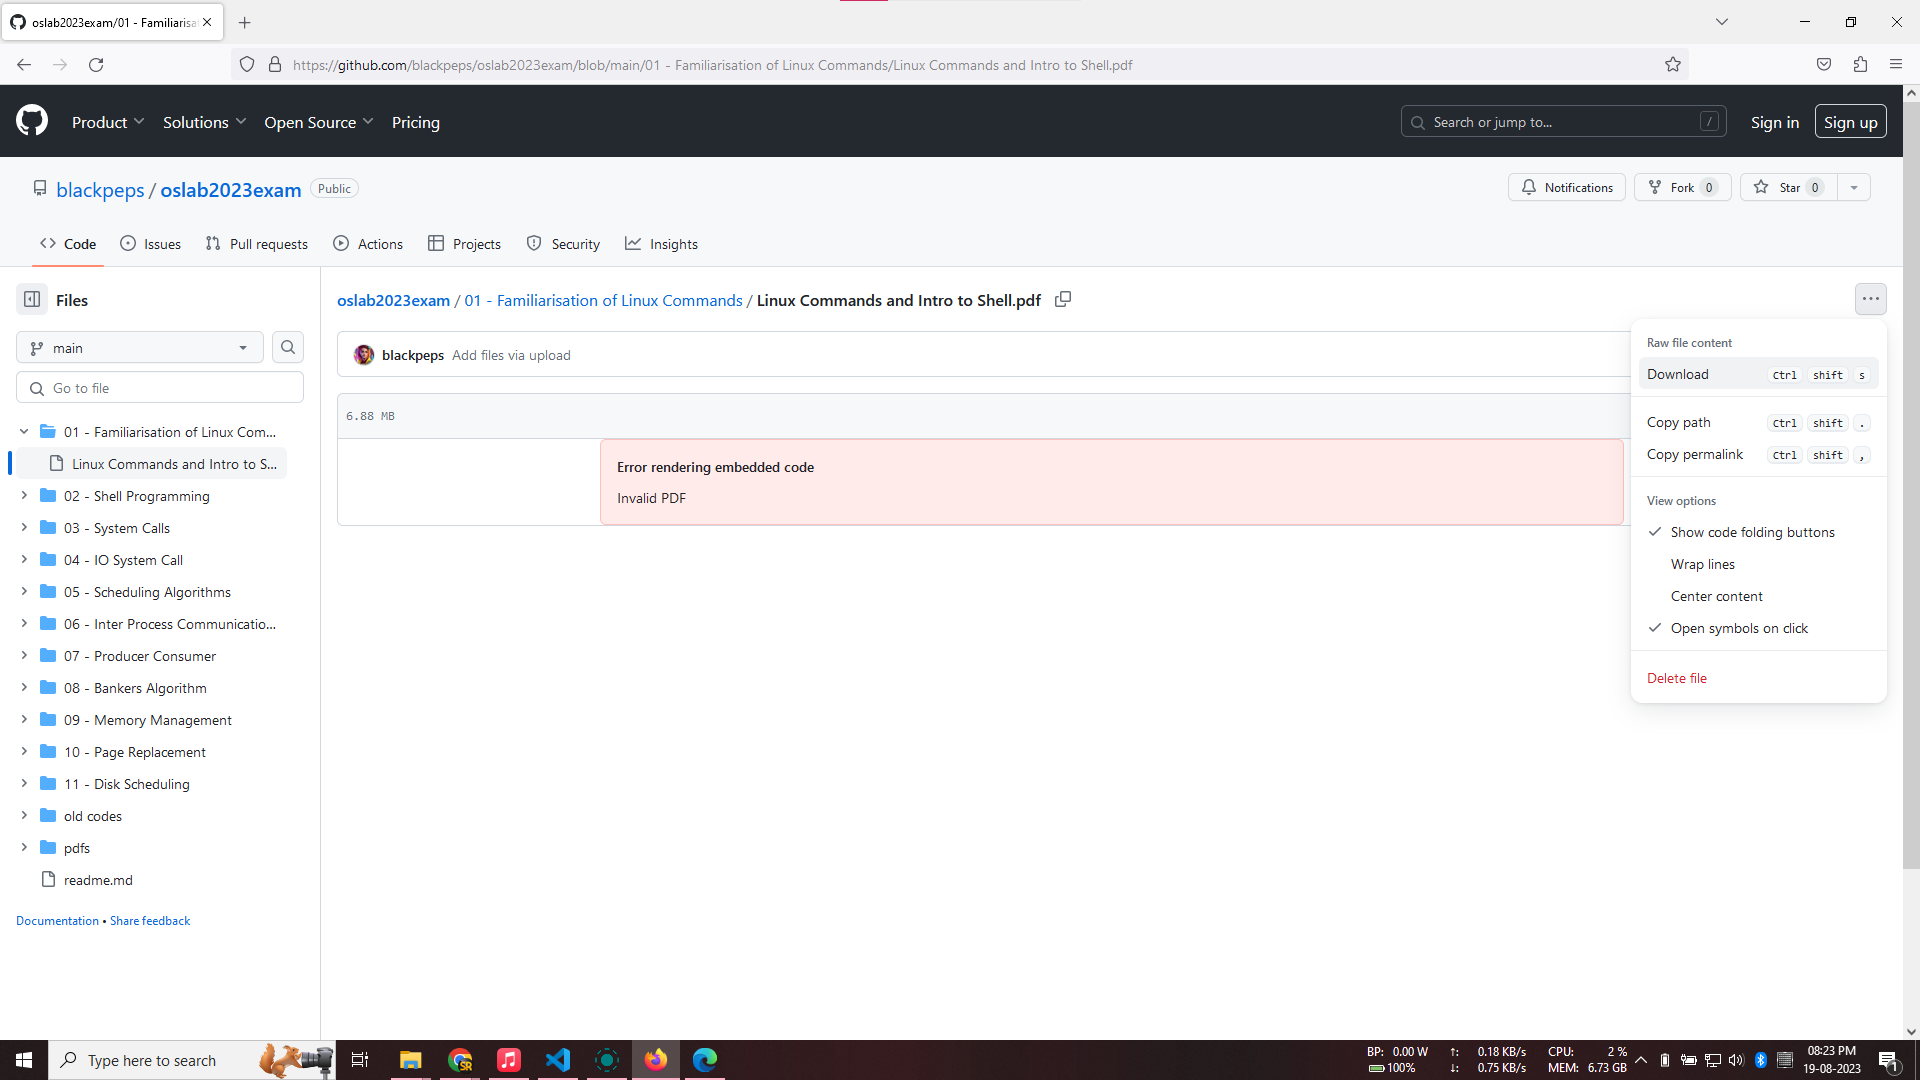 oslab2023exam/01 - Familiarisa
https://github.com/blackpeps/oslab2023exam/blob/main/01 - Familiarisation of Linux Commands/Linux Commands and Intro to Shell.pdf
Product Solutions Open Source Pricing Search or jump to... / Sign in Sign up
blackpeps / oslab2023exam Public Notifications Fork 0 Star 0
Code Issues Pull requests Actions Projects Security Insights
Files
main
Go to file
01 - Familiarisation of Linux Com...
Linux Commands and Intro to S...
02 - Shell Programming
03 - System Calls
04 - IO System Call
05 - Scheduling Algorithms
06 - Inter Process Communicatio...
07 - Producer Consumer
08 - Bankers Algorithm
09 - Memory Management
10 - Page Replacement
11 - Disk Scheduling
old codes
pdfs
readme.md
Documentation • Share feedback
oslab2023exam / 01 - Familiarisation of Linux Commands / Linux Commands and Intro to Shell.pdf
blackpeps Add files via upload
6.88 MB
Error rendering embedded code
Invalid PDF
Raw file content
Download Ctrl shift s
Copy path Ctrl shift .
Copy permalink Ctrl shift ,
View options
Show code folding buttons
Wrap lines
Center content
Open symbols on click
Delete file
Type here to search
SR
BP: 0.00 W ↑: 0.18 KB/s CPU: 2 %
100% ↓: 0.75 KB/s MEM: 6.73 GB
08:23 PM
19-08-2023
1